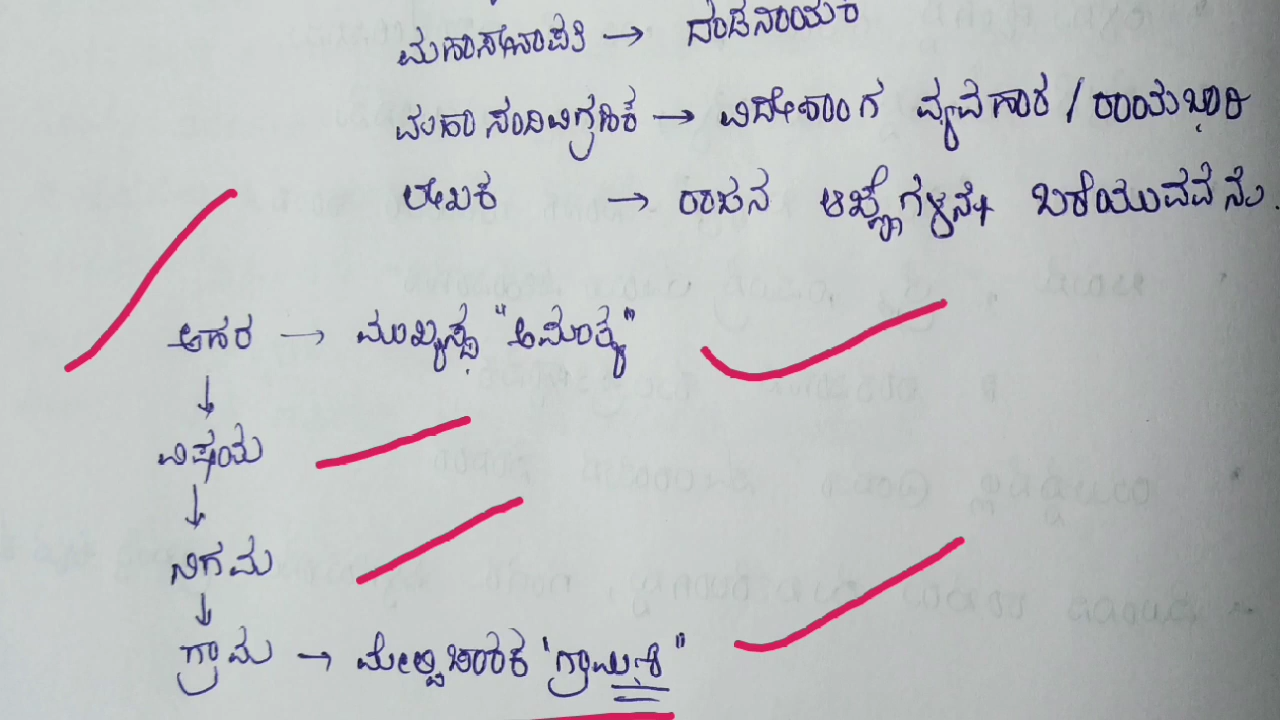 ಮಹಾಸೇನಾಪತಿ → ದಂಡನಾಯಕ
ಮಹಾಸಂದಿವಿಗ್ರಹಿಕ → ವಿದೇಶಾಂಗ ವ್ಯವಹಾರ / ರಾಯಭಾರಿ
ಲೇಖಕ → ರಾಜನ ಆಜ್ಞೆಗಳನ್ನು ಬರೆಯುವವನು.
ಆಹರ → ಮುಖ್ಯಸ್ಥ "ಅಮಾತ್ಯ"
↓
ವಿಷಯ
↓
ನಿಗಮ
↓
ಗ್ರಾಮ → ಮೇಲ್ವಿಚಾರಕ "ಗ್ರಾಮಣಿ"